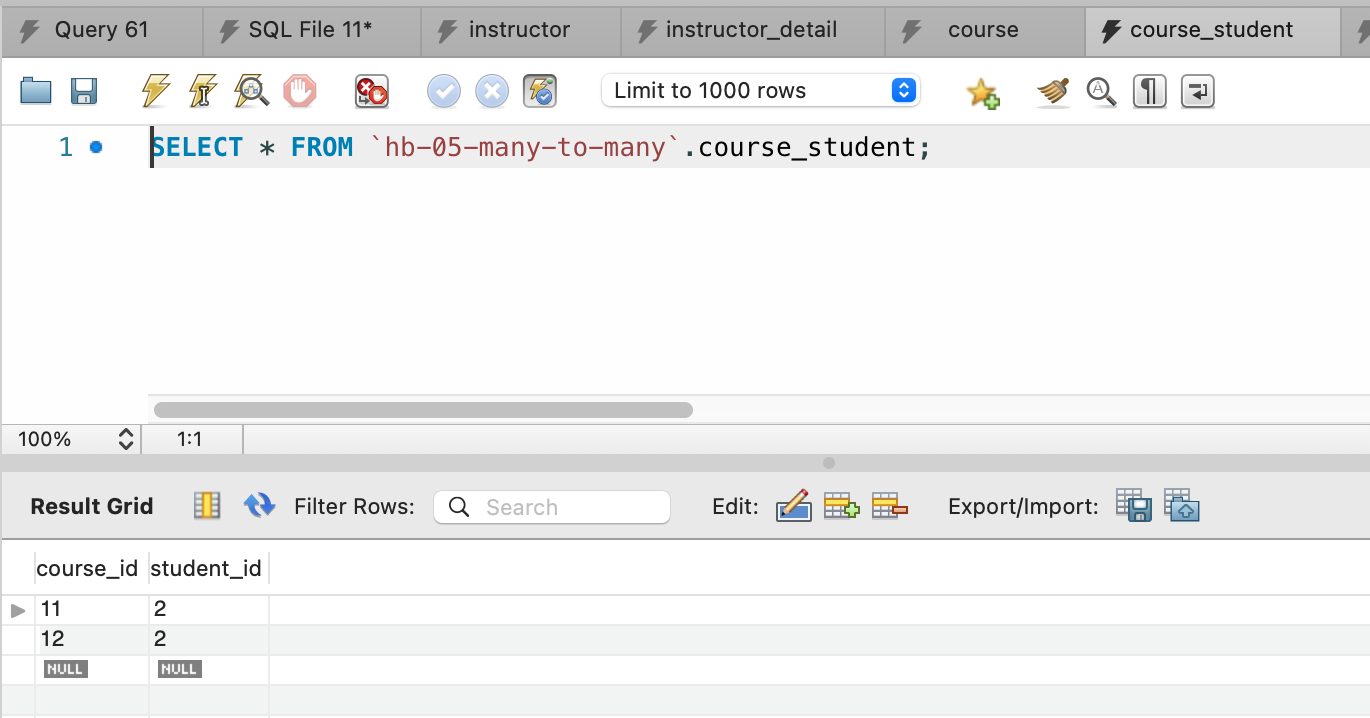 Query 61 SQL File 11* instructor instructor_detail course course_student
Limit to 1000 rows
1 SELECT * FROM `hb-05-many-to-many`.course_student;
100% 1:1
Result Grid Filter Rows: Search Edit: Export/Import:
course_id student_id
11 2
12 2
NULL NULL